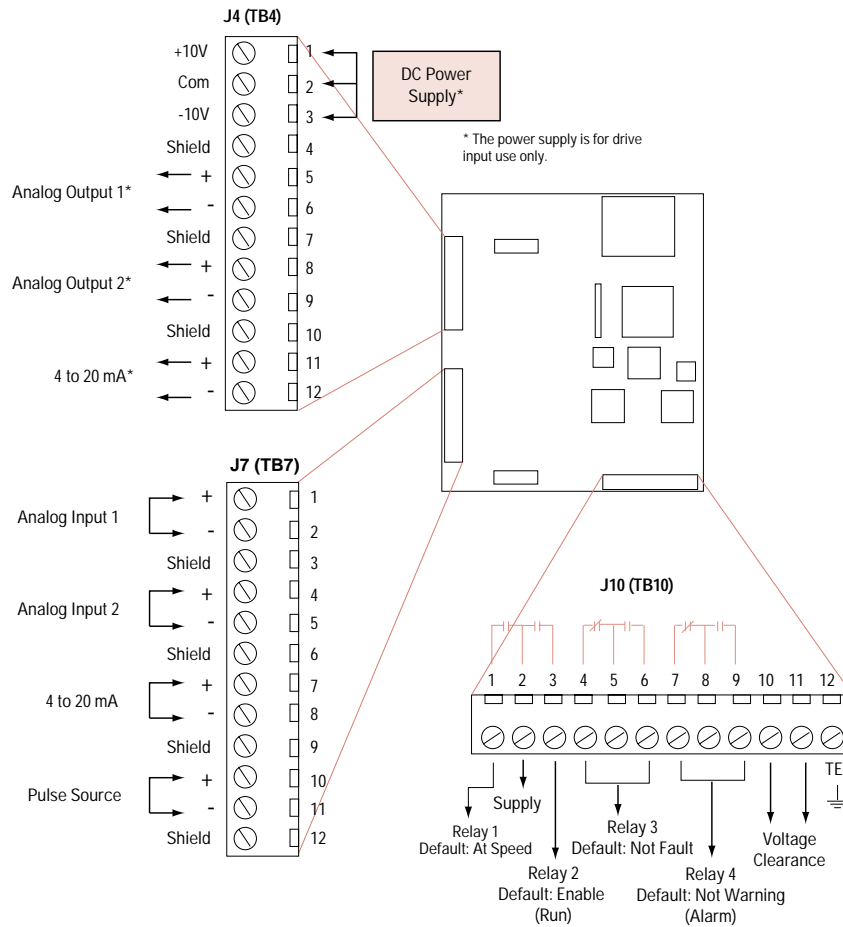 J4 (TB4)
+10V
1
Com
2
-10V
3
Shield
4
Analog Output 1*
+
5
-
6
Shield
7
Analog Output 2*
+
8
-
9
Shield
10
4 to 20 mA*
+
11
-
12
DC Power
Supply*
* The power supply is for drive
input use only.
J7 (TB7)
Analog Input 1
+
1
-
2
Shield
3
Analog Input 2
+
4
-
5
Shield
6
4 to 20 mA
+
7
-
8
Shield
9
Pulse Source
+
10
-
11
Shield
12
J10 (TB10)
1 2 3 4 5 6 7 8 9 10 11 12
TE
Supply
Relay 1
Default: At Speed
Relay 2
Default: Enable
(Run)
Relay 3
Default: Not Fault
Relay 4
Default: Not Warning
(Alarm)
Voltage
Clearance